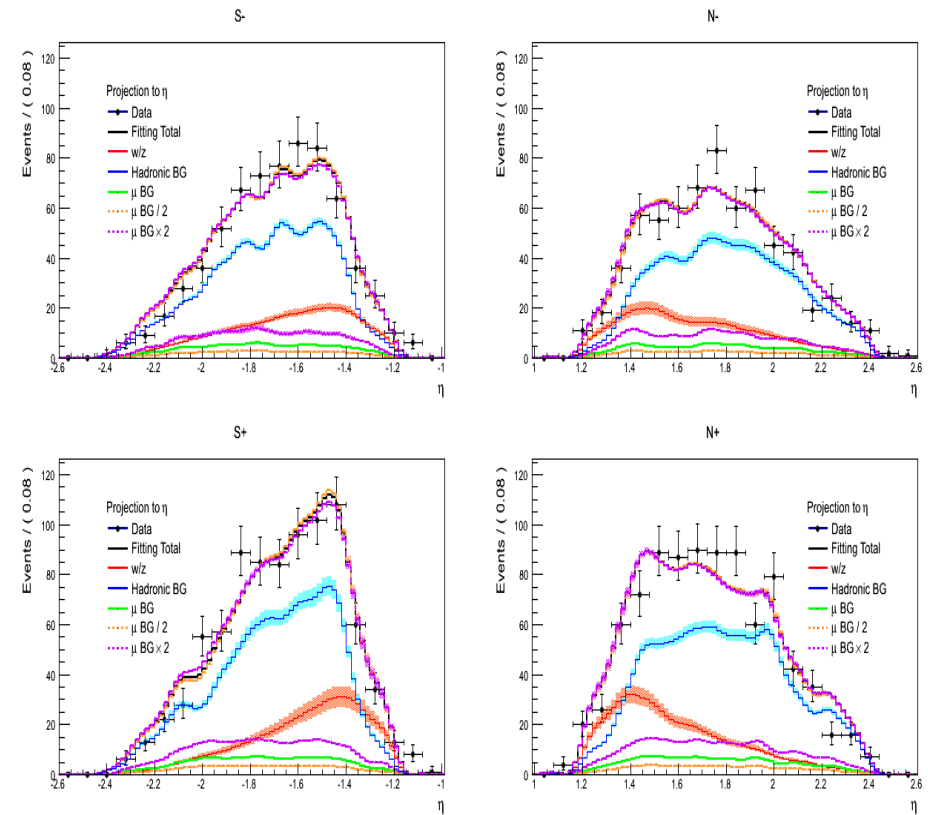 S-
Events / ( 0.08 )
120
100
80
60
40
20
0
Projection to η
Data
Fitting Total
w/z
Hadronic BG
μ BG
μ BG / 2
μ BG × 2
-2.6 -2.4 -2.2 -2 -1.8 -1.6 -1.4 -1.2 -1
η
N-
Events / ( 0.08 )
120
100
80
60
40
20
0
Projection to η
Data
Fitting Total
w/z
Hadronic BG
μ BG
μ BG / 2
μ BG × 2
1 1.2 1.4 1.6 1.8 2 2.2 2.4 2.6
η
S+
Events / ( 0.08 )
120
100
80
60
40
20
0
Projection to η
Data
Fitting Total
w/z
Hadronic BG
μ BG
μ BG / 2
μ BG × 2
-2.6 -2.4 -2.2 -2 -1.8 -1.6 -1.4 -1.2 -1
η
N+
Events / ( 0.08 )
120
100
80
60
40
20
0
Projection to η
Data
Fitting Total
w/z
Hadronic BG
μ BG
μ BG / 2
μ BG × 2
1 1.2 1.4 1.6 1.8 2 2.2 2.4 2.6
η